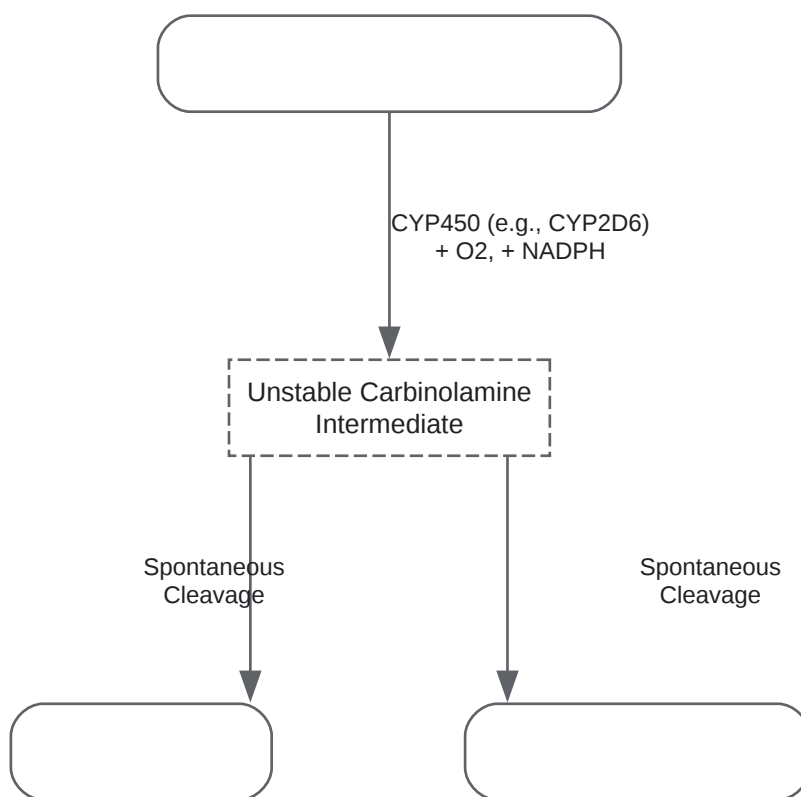 CYP450 (e.g., CYP2D6)
+ O2, + NADPH
Unstable Carbinolamine
Intermediate
Spontaneous
Cleavage
Spontaneous
Cleavage